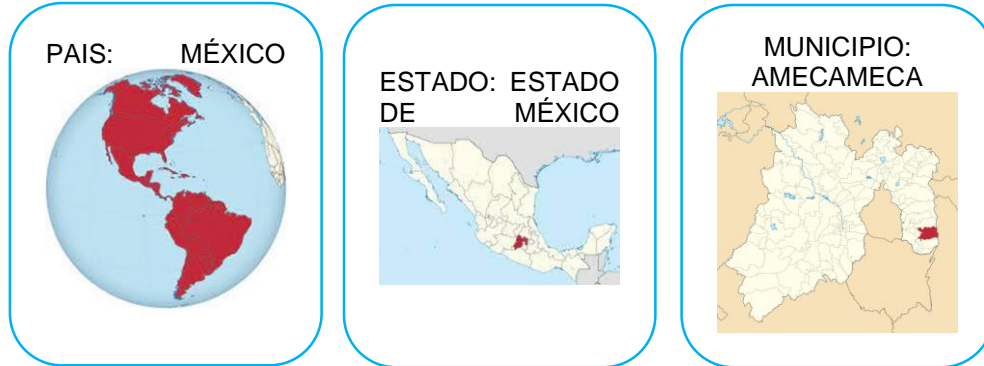 PAIS: MÉXICO
ESTADO: ESTADO
DE MÉXICO
MUNICIPIO:
AMECAMECA